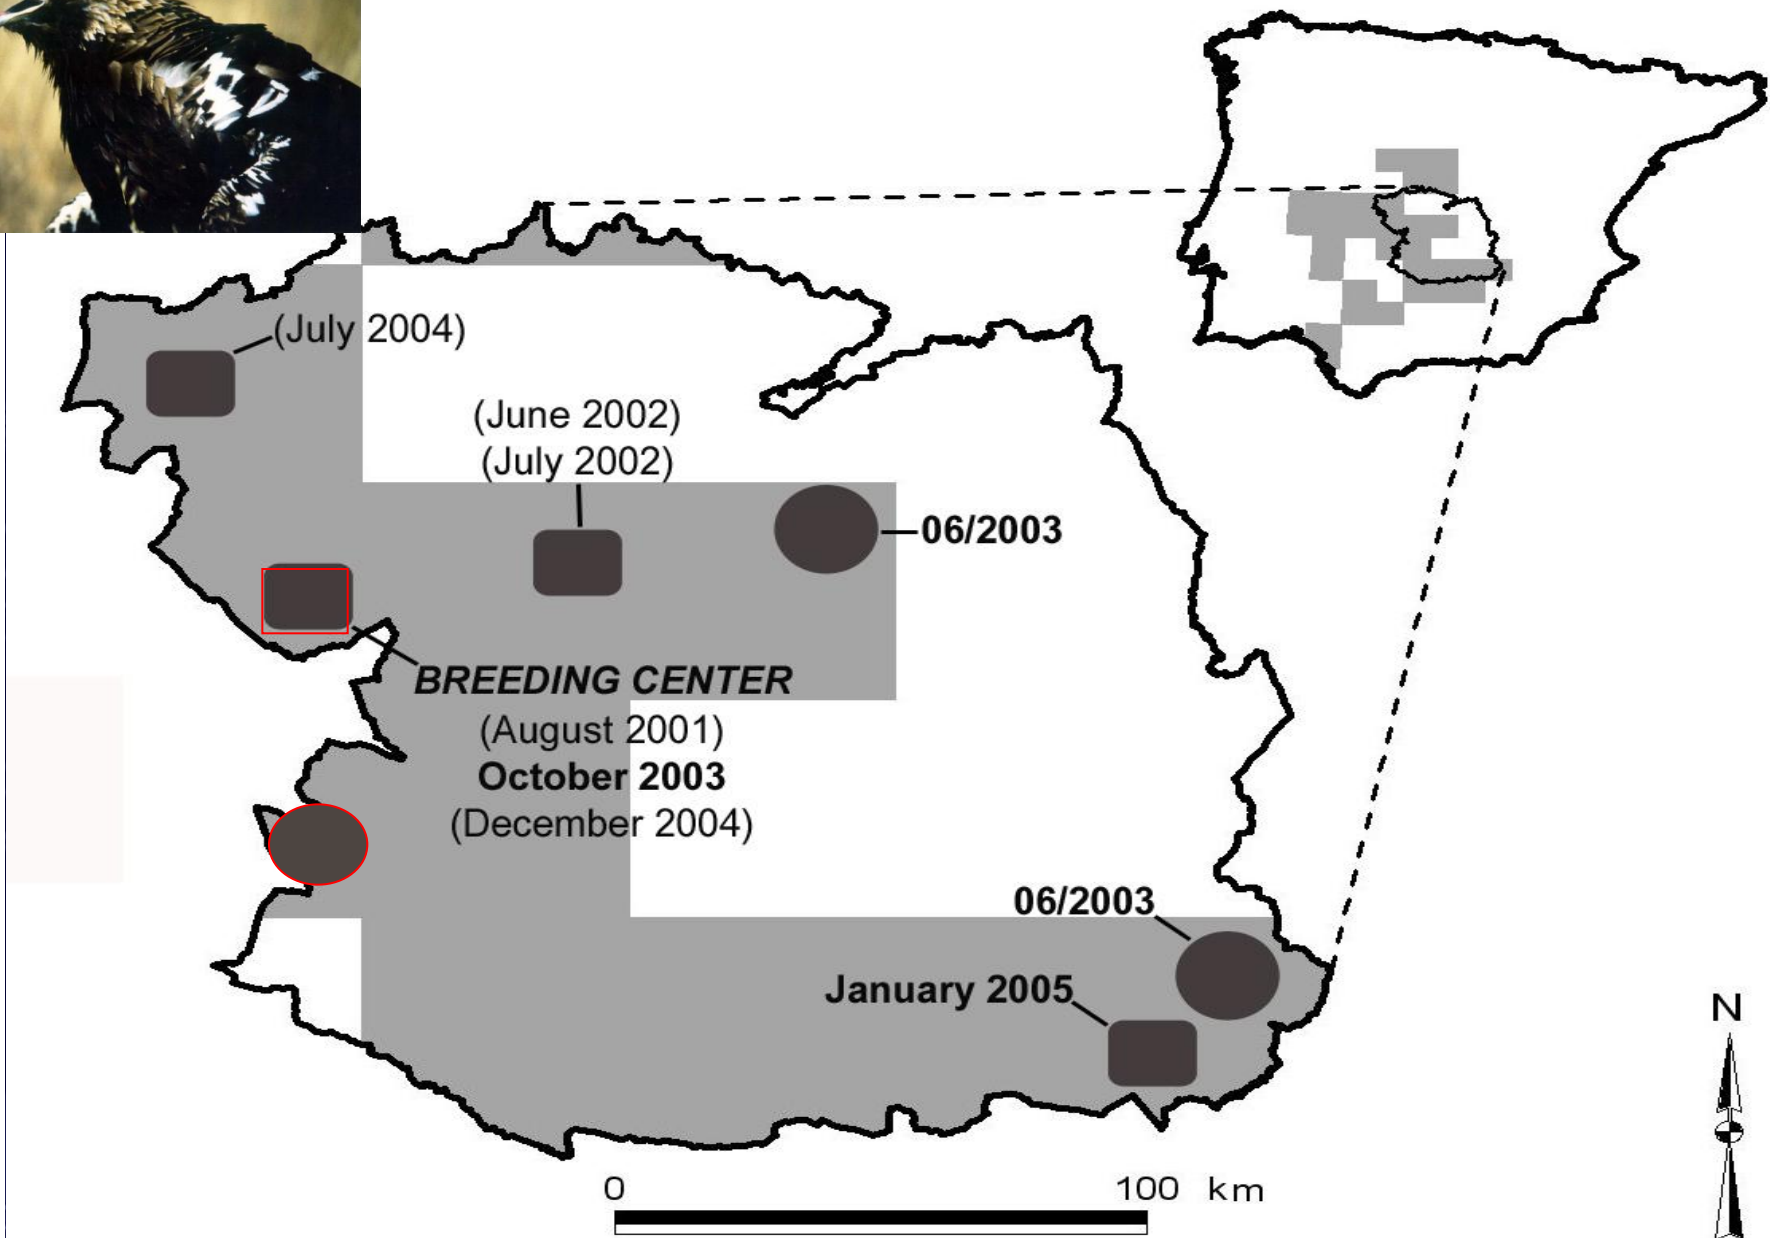 (July 2004)
(June 2002)
(July 2002)
06/2003
BREEDING CENTER
(August 2001)
October 2003
(December 2004)
06/2003
January 2005
N
0 100 km